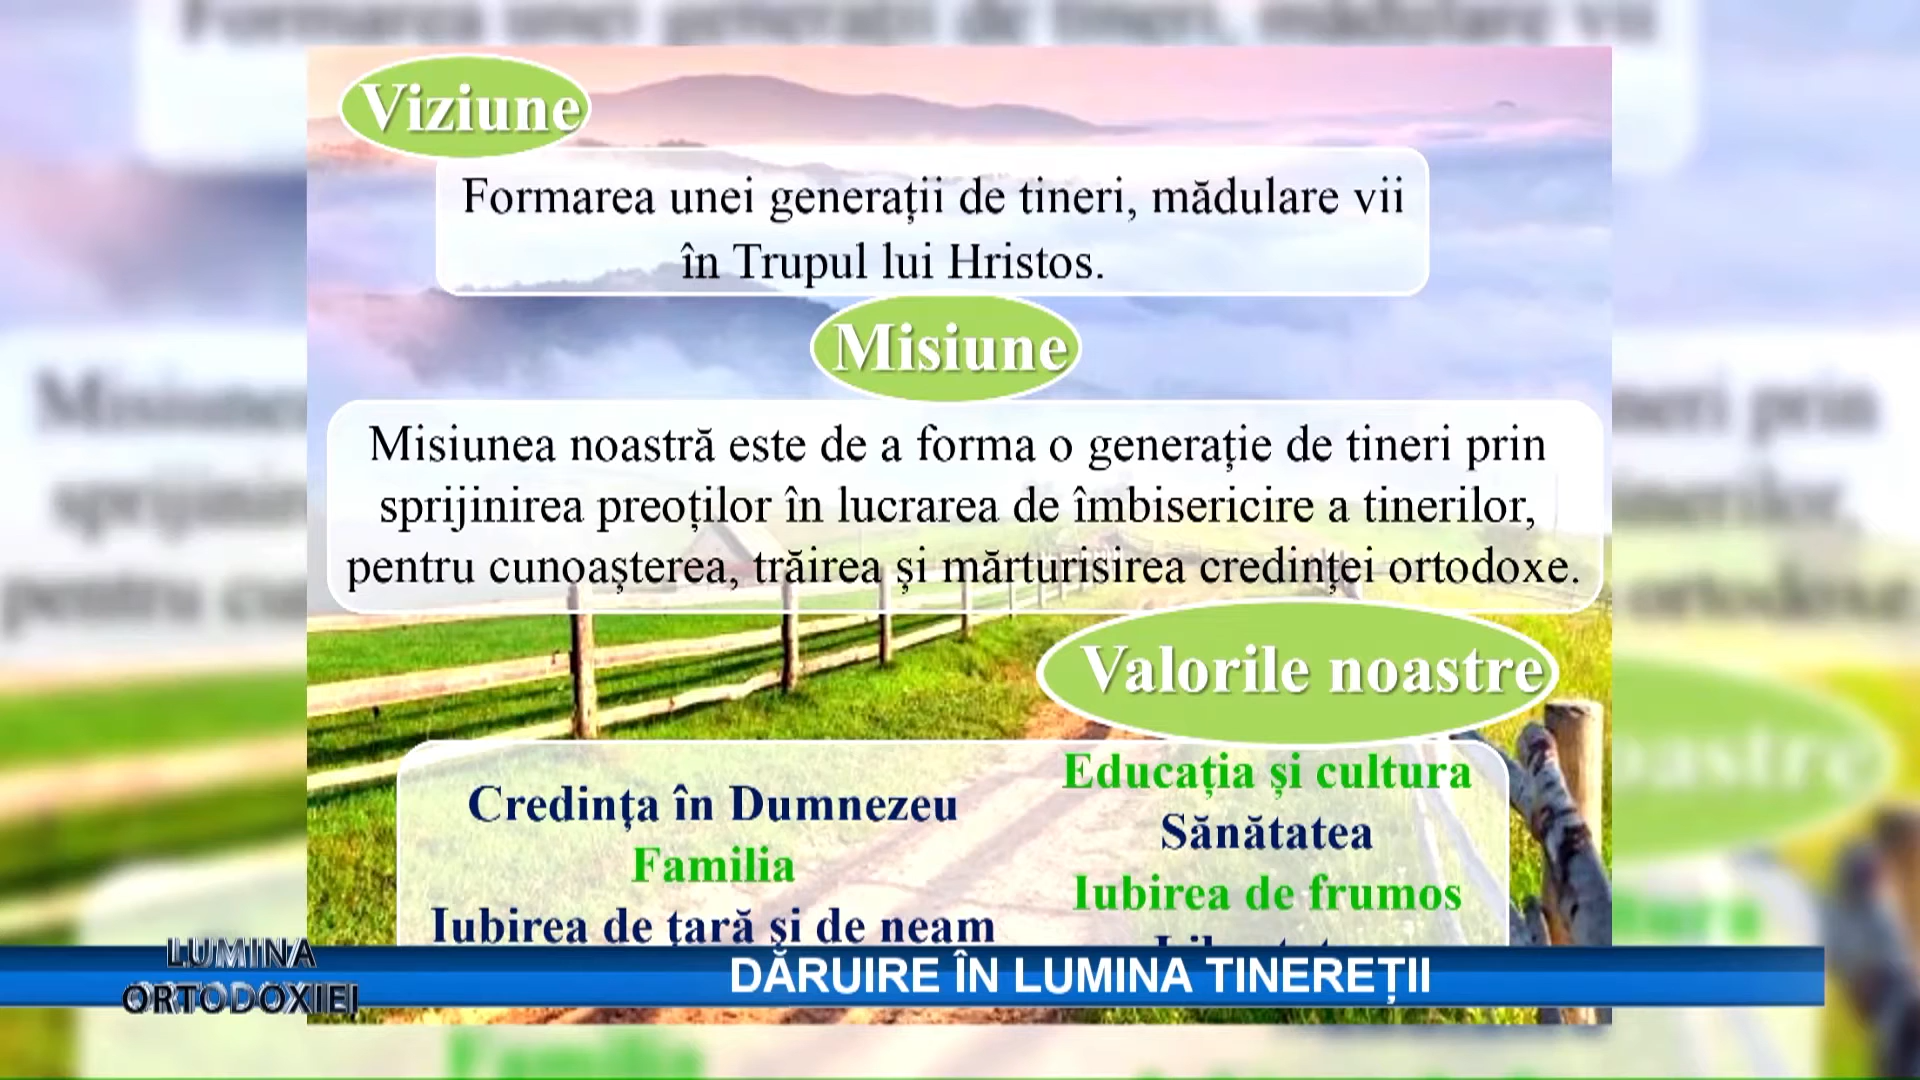 Viziune
Formarea unei generații de tineri, mădulare vii
în Trupul lui Hristos.
Misiune
Misiunea noastră este de a forma o generație de tineri prin
sprijinirea preoților în lucrarea de îmbisericire a tinerilor,
pentru cunoașterea, trăirea și mărturisirea credinței ortodoxe.
Valorile noastre
Credința în Dumnezeu
Familia
Iubirea de țară și de neam
Educația și cultura
Sănătatea
Iubirea de frumos
LUMINA
ORTODOXIEI
DĂRUIRE ÎN LUMINA TINEREȚII